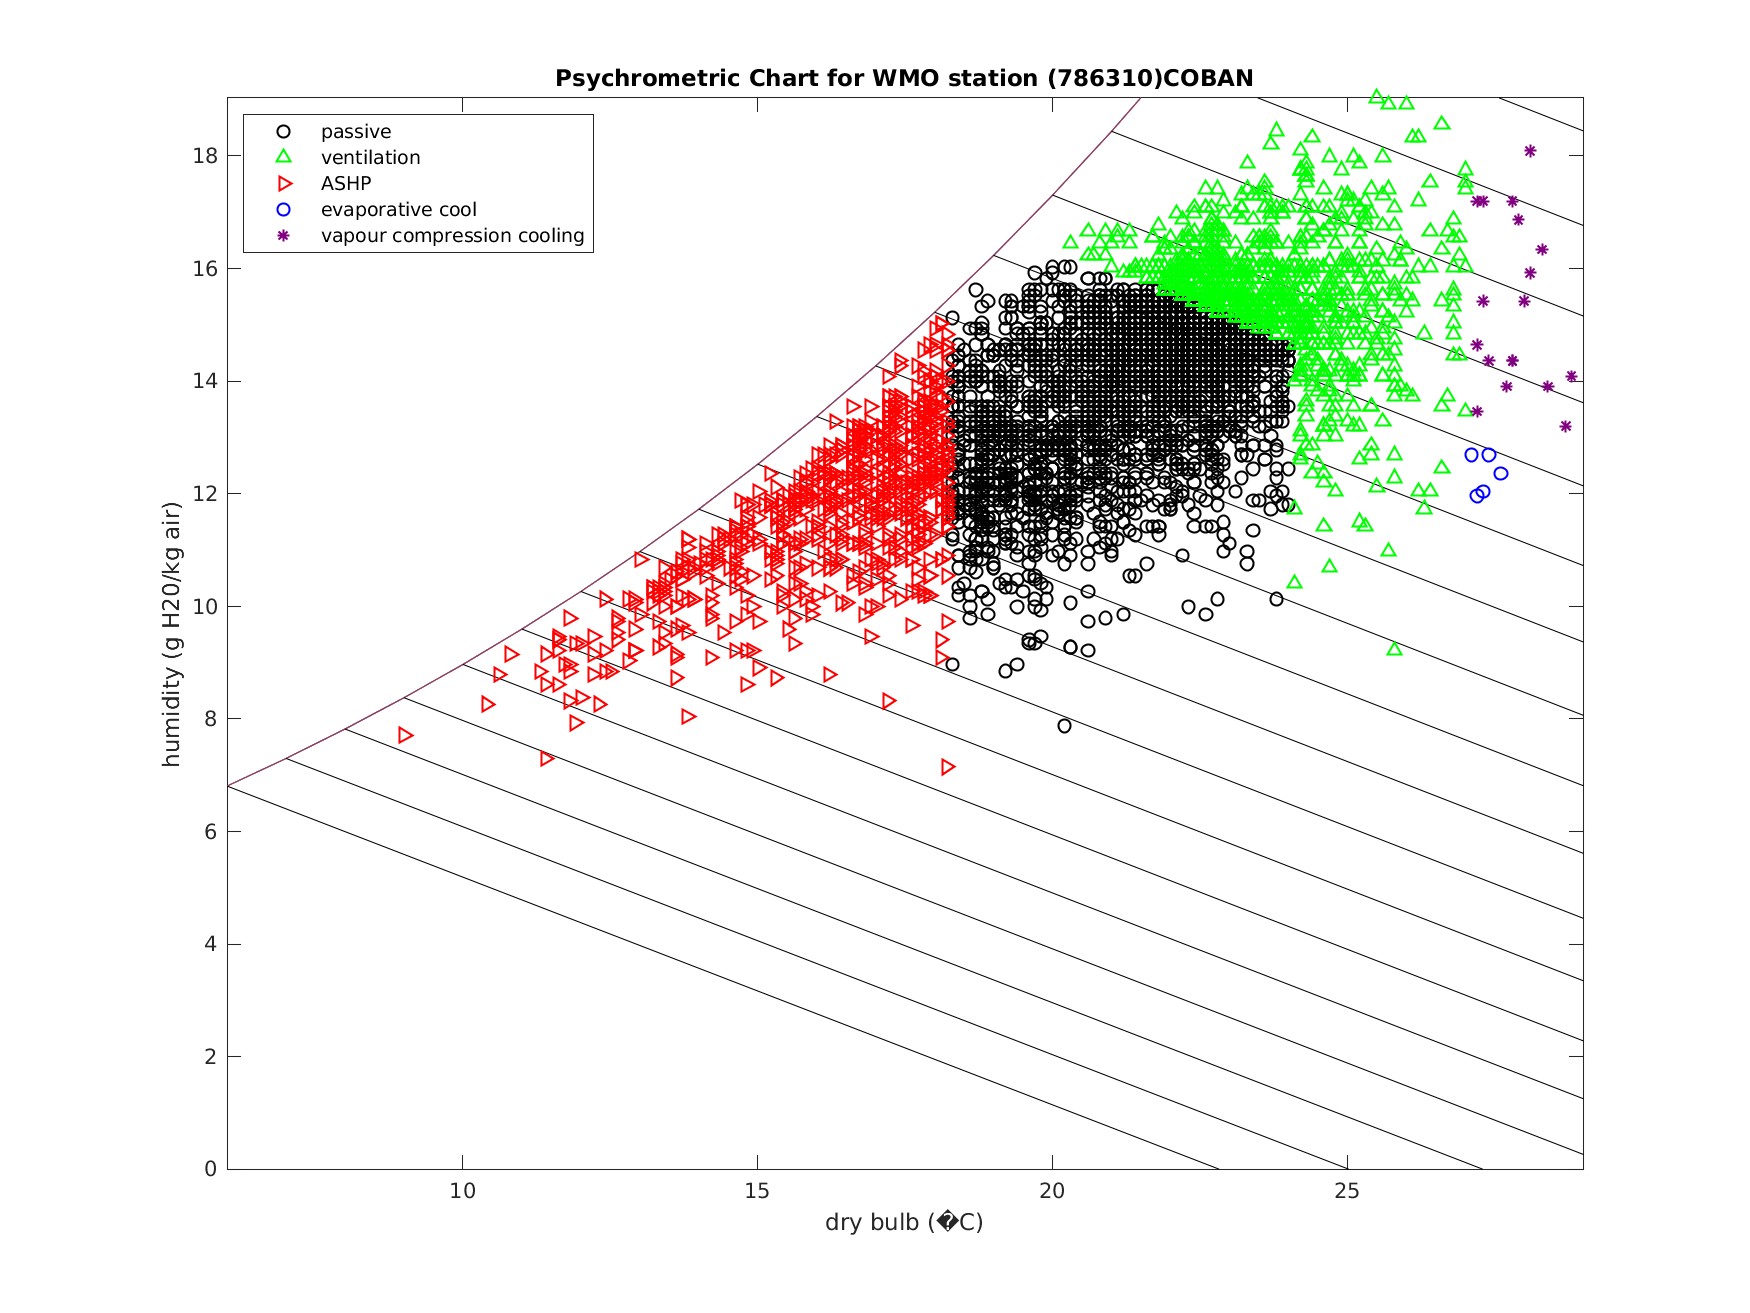 Psychrometric Chart for WMO station (786310)COBAN
passive
ventilation
ASHP
evaporative cool
vapour compression cooling
18
16
14
12
10
8
6
4
2
0
humidity (g H20/kg air)
10 15 20 25
dry bulb (�C)